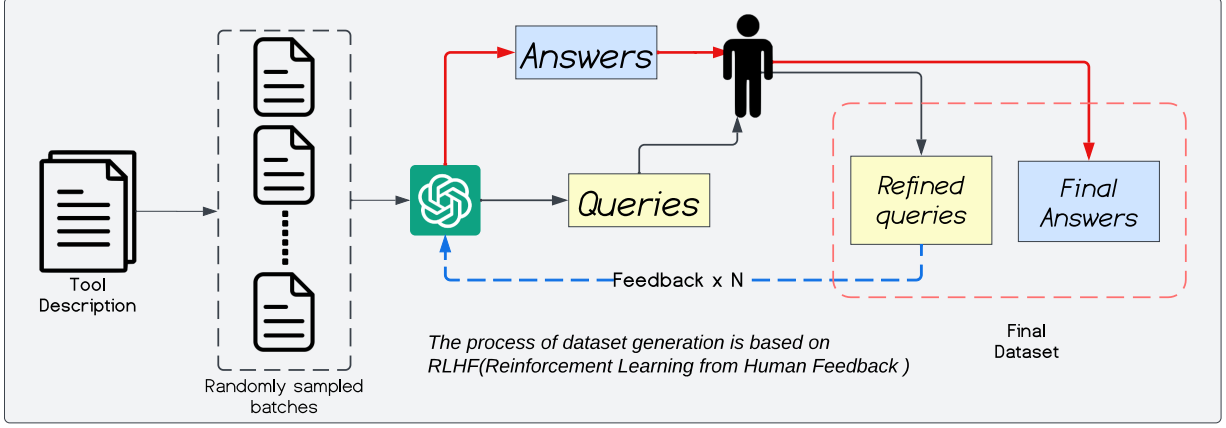 Tool
Description
Randomly sampled
batches
Answers
Queries
Feedback x N
Refined
queries
Final
Answers
Final
Dataset
The process of dataset generation is based on
RLHF(Reinforcement Learning from Human Feedback )